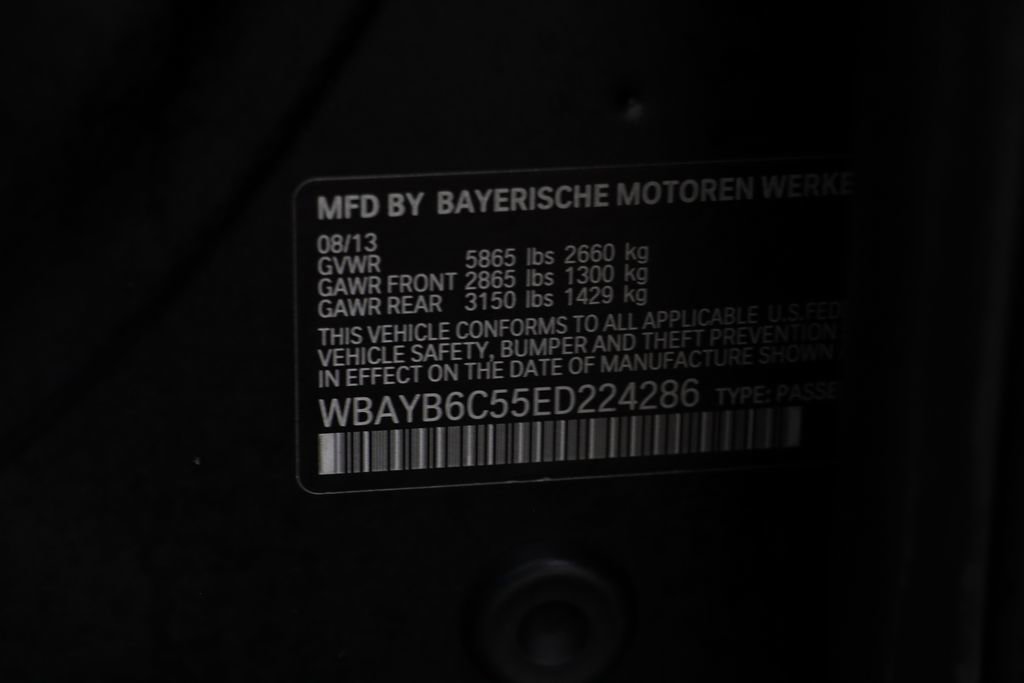 MFD BY BAYERISCHE MOTOREN WERKE
08/13
GVWR 5865 lbs 2660 kg
GAWR FRONT 2865 lbs 1300 kg
GAWR REAR 3150 lbs 1429 kg
THIS VEHICLE CONFORMS TO ALL APPLICABLE U.S.FED
VEHICLE SAFETY, BUMPER AND THEFT PREVENTION
IN EFFECT ON THE DATE OF MANUFACTURE SHOWN
WBAYB6C55ED224286 TYPE: PASSE